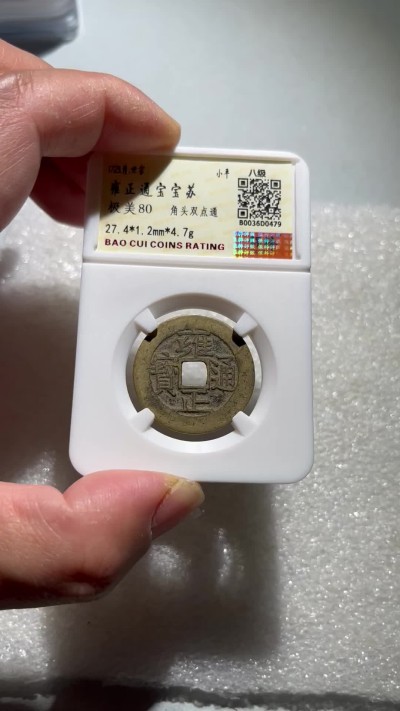 小平 八级
雍正通宝宝苏
极美80 角头双点通
27.4*1.2mm*4.7g
B003600479
BAO CUI COINS RATING
雍
寶 通
正